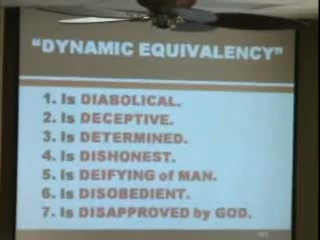 “DYNAMIC EQUIVALENCY”
1. Is DIABOLICAL.
2. Is DECEPTIVE.
3. Is DETERMINED.
4. Is DISHONEST.
5. Is DEIFYING of MAN.
6. Is DISOBEDIENT.
7. Is DISAPPROVED by GOD.